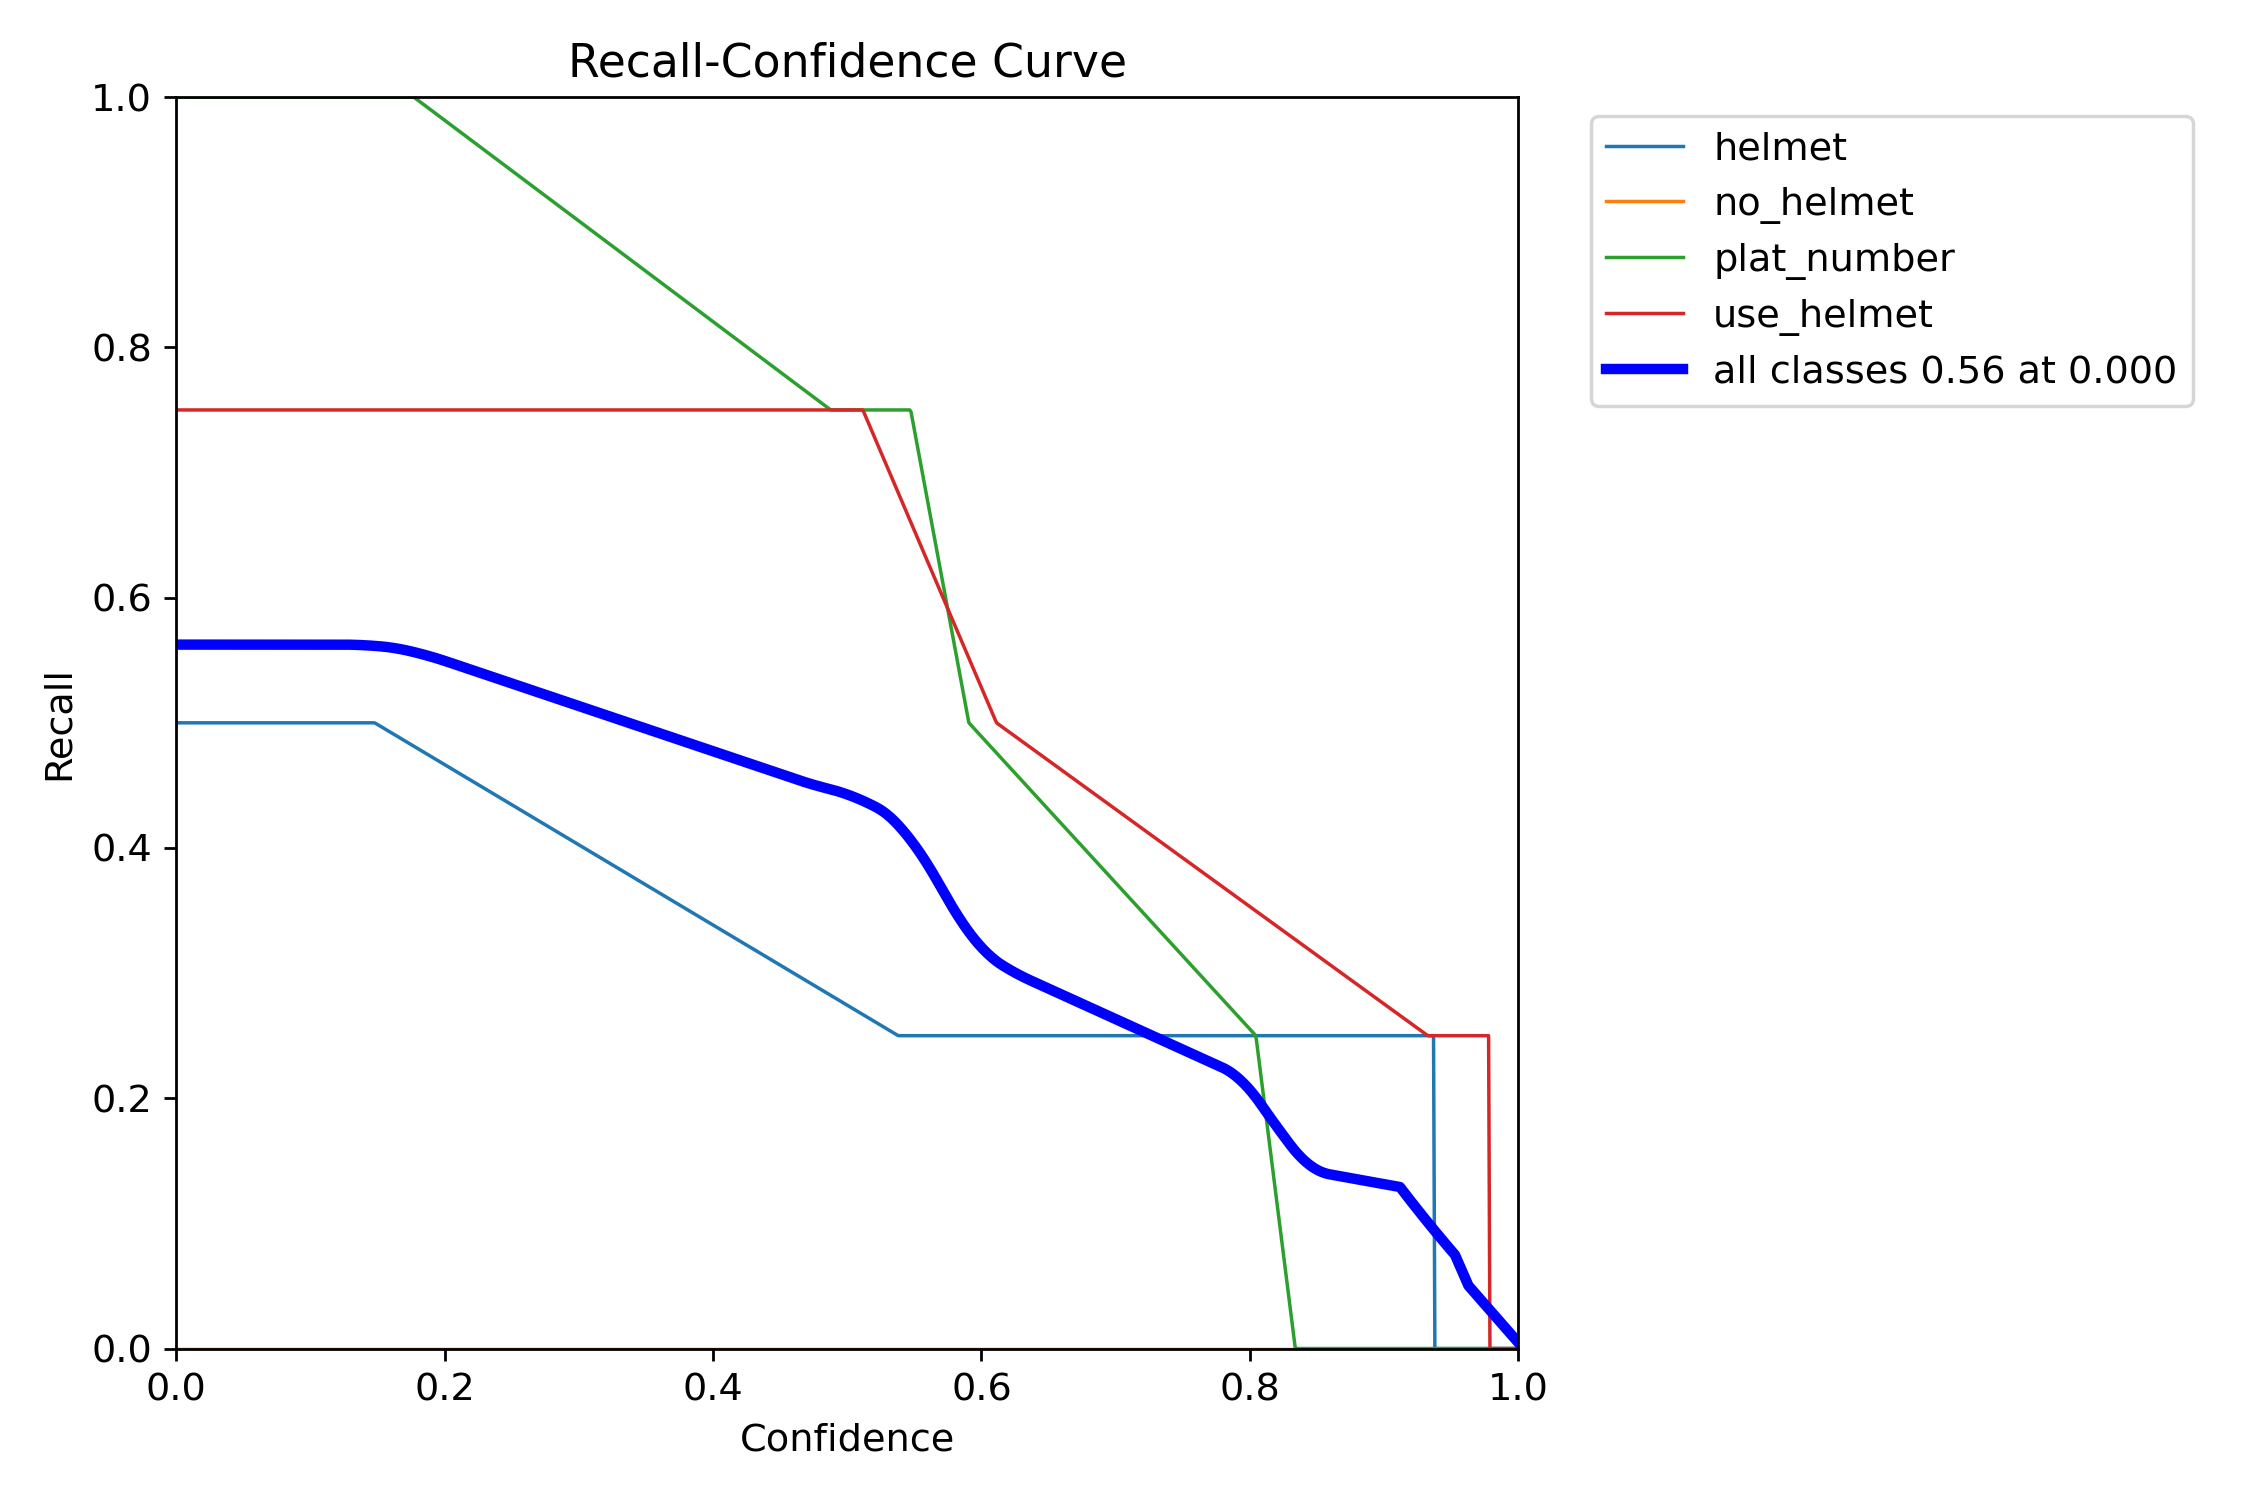 Recall-Confidence Curve
1.0
0.8
0.6
0.4
0.2
0.0
Recall
0.0 0.2 0.4 0.6 0.8 1.0
Confidence
helmet
no_helmet
plat_number
use_helmet
all classes 0.56 at 0.000